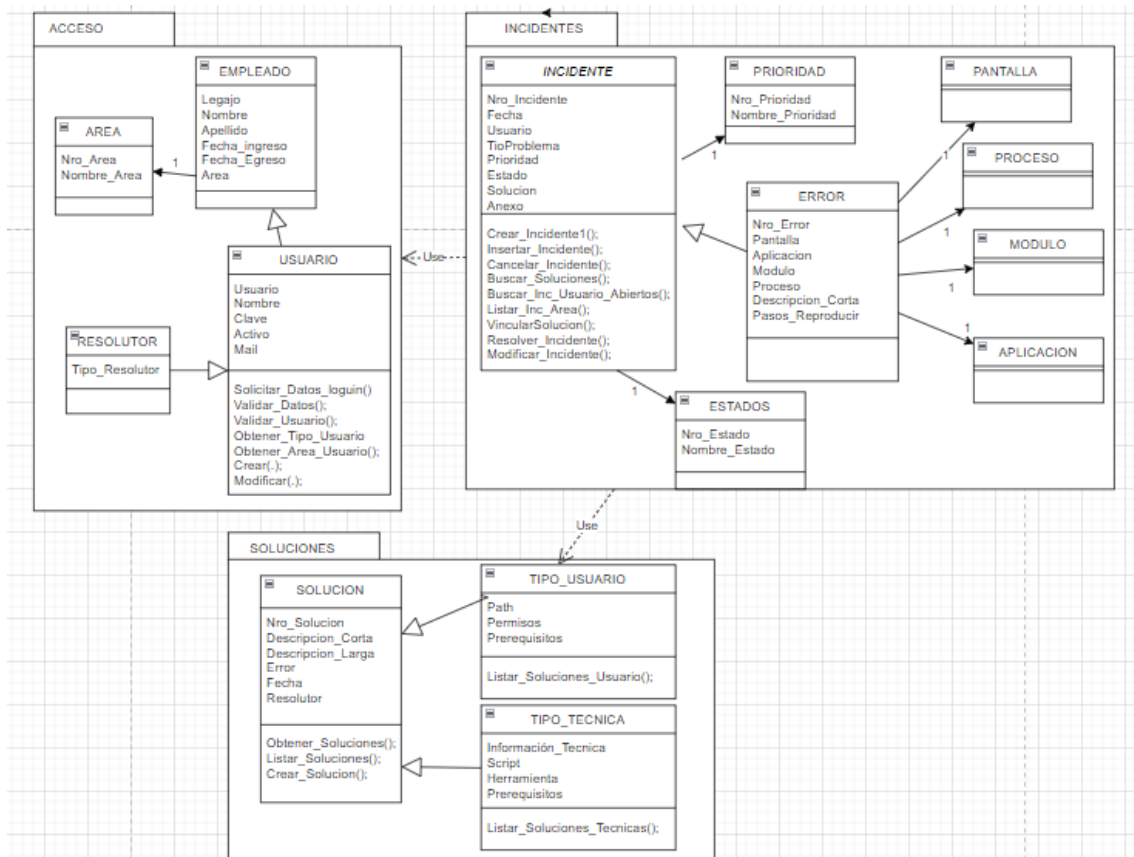 ACCESO
EMPLEADO
Legajo
Nombre
Apellido
Fecha_ingreso
Fecha_Egreso
Area
AREA
Nro_Area
Nombre_Area
1
USUARIO
Usuario
Nombre
Clave
Activo
Mail
Solicitar_Datos_loguin()
Validar_Datos();
Validar_Usuario();
Obtener_Tipo_Usuario
Obtener_Area_Usuario();
Crear(.);
Modificar(.);
RESOLUTOR
Tipo_Resolutor
Use
INCIDENTES
INCIDENTE
Nro_Incidente
Fecha
Usuario
TioProblema
Prioridad
Estado
Solucion
Anexo
Crear_Incidente1();
Insertar_Incidente();
Cancelar_Incidente();
Buscar_Soluciones();
Buscar_Inc_Usuario_Abiertos();
Listar_Inc_Area();
VincularSolucion();
Resolver_Incidente();
Modificar_Incidente();
PRIORIDAD
Nro_Prioridad
Nombre_Prioridad
1
ERROR
Nro_Error
Pantalla
Aplicacion
Modulo
Proceso
Descripcion_Corta
Pasos_Reproducir
PANTALLA
1
PROCESO
1
MODULO
1
APLICACION
1
ESTADOS
Nro_Estado
Nombre_Estado
1
Use
SOLUCIONES
SOLUCION
Nro_Solucion
Descripcion_Corta
Descripcion_Larga
Error
Fecha
Resolutor
Obtener_Soluciones();
Listar_Soluciones();
Crear_Solucion();
TIPO_USUARIO
Path
Permisos
Prerequisitos
Listar_Soluciones_Usuario();
TIPO_TECNICA
Información_Tecnica
Script
Herramienta
Prerequisitos
Listar_Soluciones_Tecnicas();